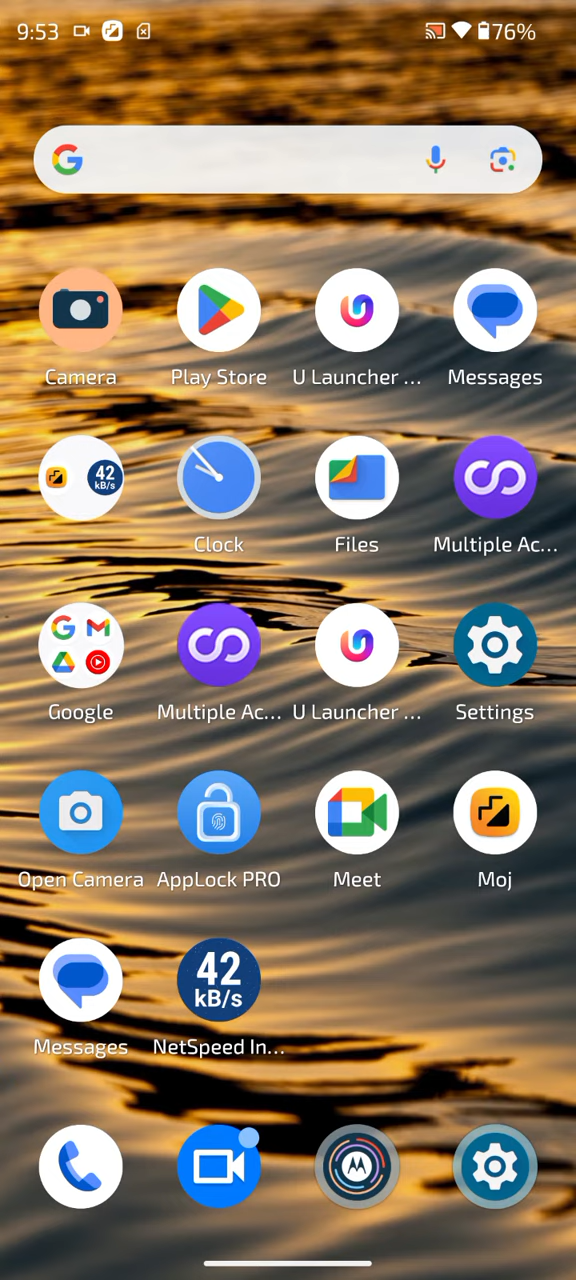 9:53 76%
Camera Play Store U Launcher ... Messages
42
kB/s
Clock Files Multiple Ac...
Google Multiple Ac... U Launcher ... Settings
Open Camera AppLock PRO Meet Moj
42
kB/s
Messages NetSpeed In...